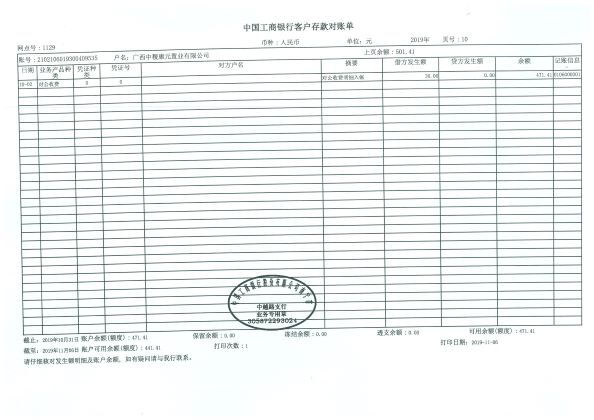 中国工商银行客户存款对账单
网点号：1129 币种：人民币 单位：元 2019年 页号：10
账号：2102106019300409535 户名：广西中稷康元置业有限公司 上页余额：501.41
日期 业务产品种类 凭证种类 凭证号 对方户名 摘要 借方发生额 贷方发生额 余额 记账信息
10-02 对公收费 0 0 对公收费明细入账 30.00 0.00 471.41 0106000001
中国工商银行股份有限公司南宁市
中越路支行
业务专用章
305872293024
截止：2019年10月31日 账户余额(额度)：471.41 保留余额：0.00 冻结余额：0.00 透支余额：0.00 可用余额(额度)：471.41
截至：2019年11月06日 账户可用余额(额度)：441.41 打印次数：1 打印日期：2019-11-06
请仔细核对发生额明细及账户余额，如有疑问请与我行联系。